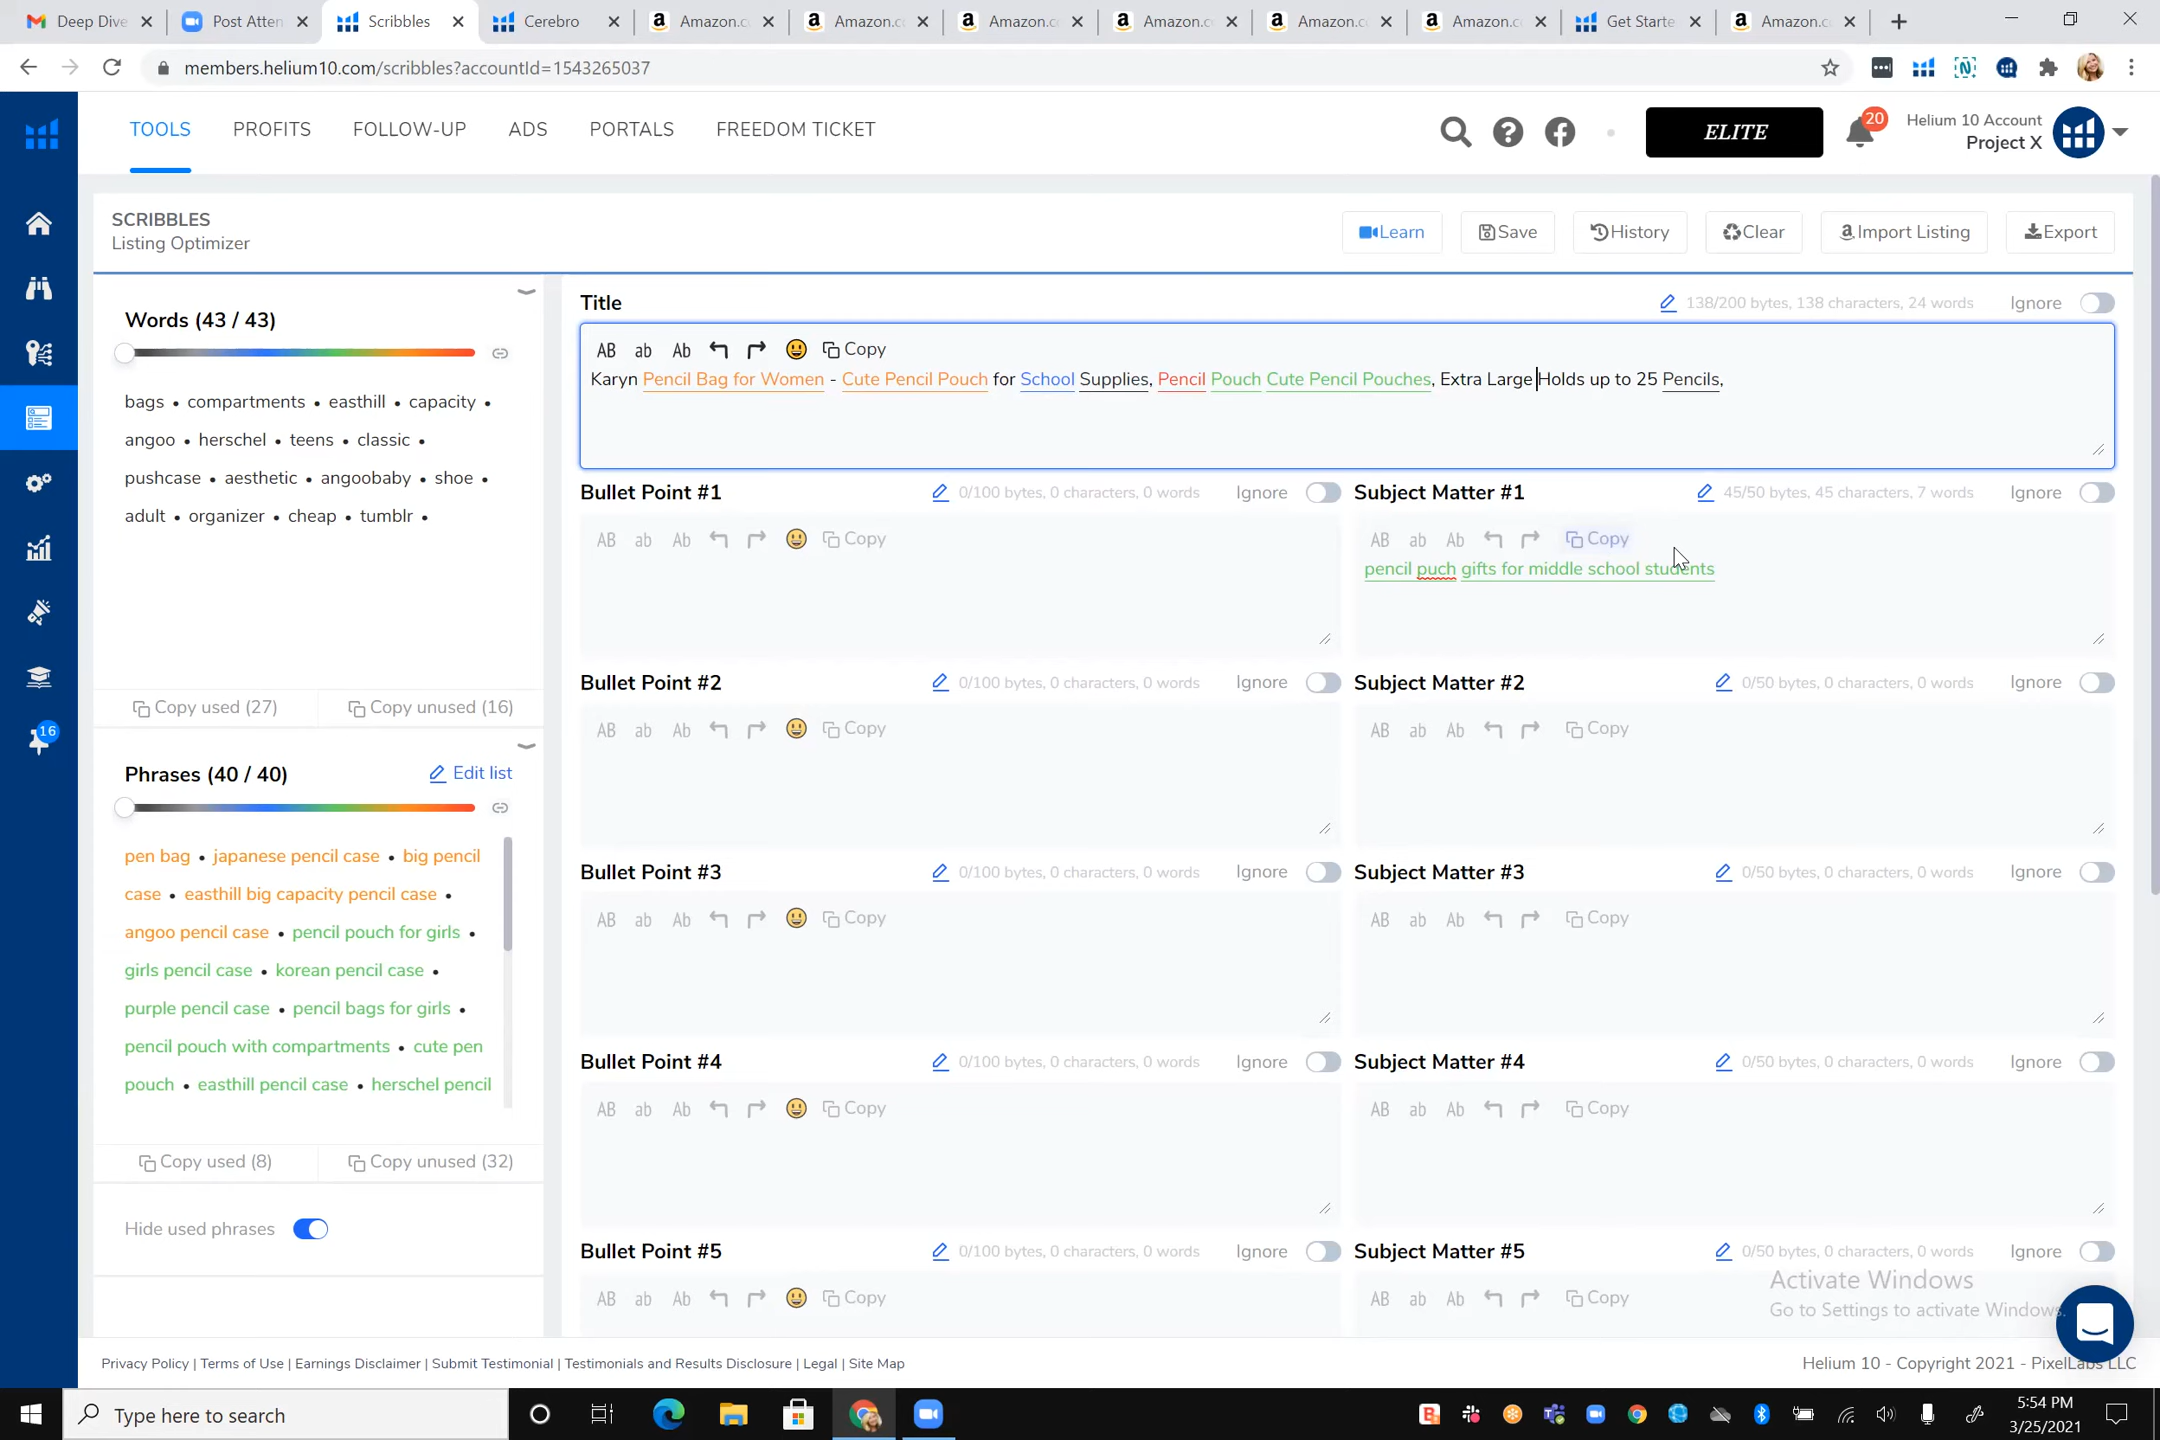 Deep Dive
Post Atten
Scribbles
Cerebro
Amazon.c
Amazon.c
Amazon.c
Amazon.c
Amazon.c
Amazon.c
Get Starte
Amazon.c
members.helium10.com/scribbles?accountId=1543265037
TOOLS PROFITS FOLLOW-UP ADS PORTALS FREEDOM TICKET
ELITE
20
Helium 10 Account
Project X
SCRIBBLES
Listing Optimizer
Learn Save History Clear Import Listing Export
Words (43 / 43)
bags • compartments • easthill • capacity •
angoo • herschel • teens • classic •
pushcase • aesthetic • angoobaby • shoe •
adult • organizer • cheap • tumblr •
Copy used (27) Copy unused (16)
16
Phrases (40 / 40) Edit list
pen bag • japanese pencil case • big pencil
case • easthill big capacity pencil case •
angoo pencil case • pencil pouch for girls •
girls pencil case • korean pencil case •
purple pencil case • pencil bags for girls •
pencil pouch with compartments • cute pen
pouch • easthill pencil case • herschel pencil
Copy used (8) Copy unused (32)
Hide used phrases
Title 138/200 bytes, 138 characters, 24 words Ignore
AB ab Ab Copy
Karyn Pencil Bag for Women - Cute Pencil Pouch for School Supplies, Pencil Pouch Cute Pencil Pouches, Extra Large Holds up to 25 Pencils,
Bullet Point #1 0/100 bytes, 0 characters, 0 words Ignore
AB ab Ab Copy
Subject Matter #1 45/50 bytes, 45 characters, 7 words Ignore
AB ab Ab Copy
pencil puch gifts for middle school students
Bullet Point #2 0/100 bytes, 0 characters, 0 words Ignore
AB ab Ab Copy
Subject Matter #2 0/50 bytes, 0 characters, 0 words Ignore
AB ab Ab Copy
Bullet Point #3 0/100 bytes, 0 characters, 0 words Ignore
AB ab Ab Copy
Subject Matter #3 0/50 bytes, 0 characters, 0 words Ignore
AB ab Ab Copy
Bullet Point #4 0/100 bytes, 0 characters, 0 words Ignore
AB ab Ab Copy
Subject Matter #4 0/50 bytes, 0 characters, 0 words Ignore
AB ab Ab Copy
Bullet Point #5 0/100 bytes, 0 characters, 0 words Ignore
AB ab Ab Copy
Subject Matter #5 0/50 bytes, 0 characters, 0 words Ignore
AB ab Ab Copy
Activate Windows
Go to Settings to activate Windows.
Privacy Policy | Terms of Use | Earnings Disclaimer | Submit Testimonial | Testimonials and Results Disclosure | Legal | Site Map
Helium 10 - Copyright 2021 - PixelLabs LLC
Type here to search
5:54 PM
3/25/2021